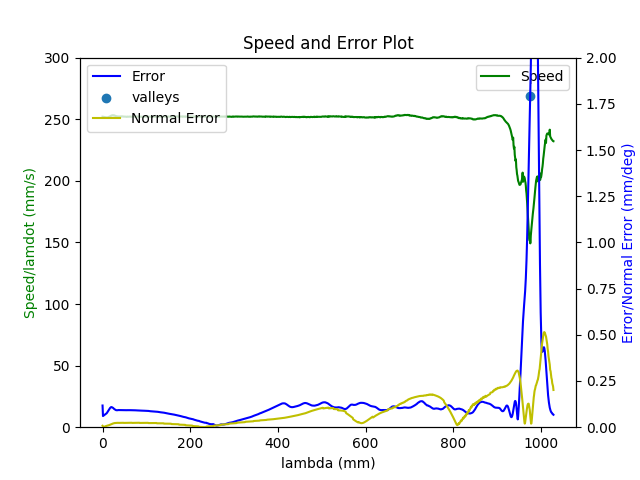 Speed and Error Plot
Error
valleys
Normal Error
Speed
Speed/lamdot (mm/s)
300
250
200
150
100
50
0
2.00
1.75
1.50
1.25
1.00
0.75
0.50
0.25
0.00
Error/Normal Error (mm/deg)
0 200 400 600 800 1000
lambda (mm)